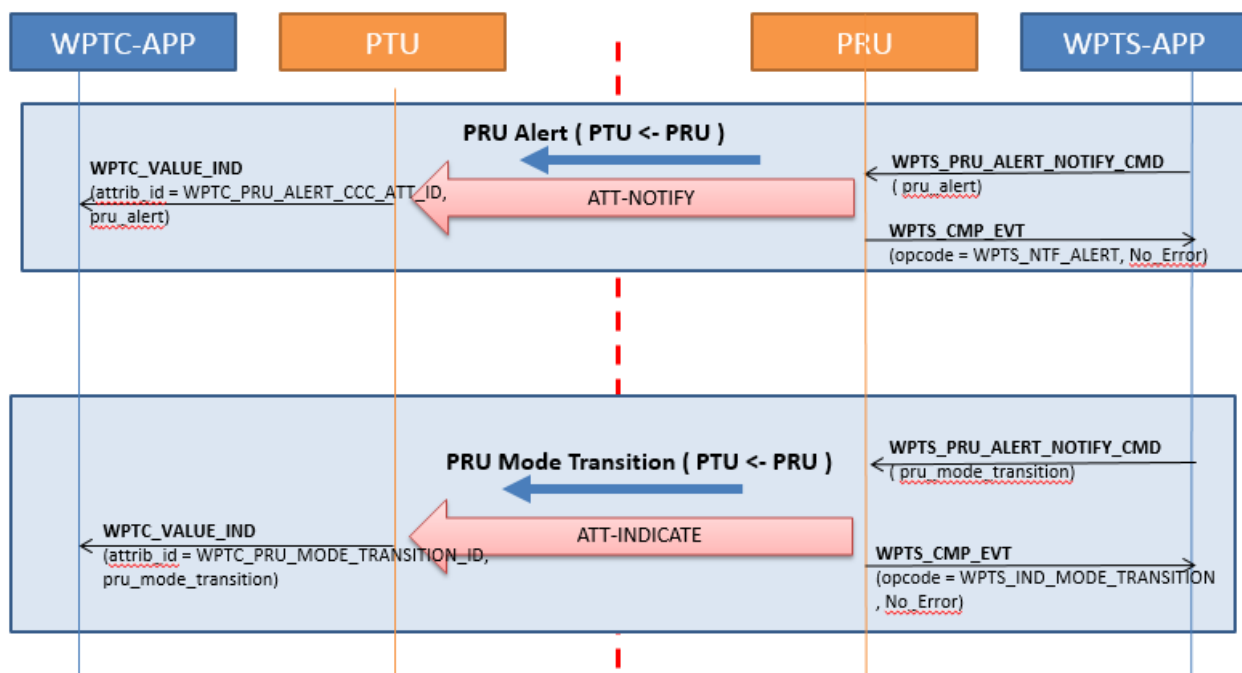 WPTC-APP
PTU
PRU
WPTS-APP
PRU Alert ( PTU <- PRU )
WPTC_VALUE_IND
(attrib_id = WPTC_PRU_ALERT_CCC_ATT_ID,
pru_alert)
ATT-NOTIFY
WPTS_PRU_ALERT_NOTIFY_CMD
( pru_alert)
WPTS_CMP_EVT
(opcode = WPTS_NTF_ALERT, No_Error)
PRU Mode Transition ( PTU <- PRU )
WPTS_PRU_ALERT_NOTIFY_CMD
( pru_mode_transition)
WPTC_VALUE_IND
(attrib_id = WPTC_PRU_MODE_TRANSITION_ID,
pru_mode_transition)
ATT-INDICATE
WPTS_CMP_EVT
(opcode = WPTS_IND_MODE_TRANSITION
, No_Error)